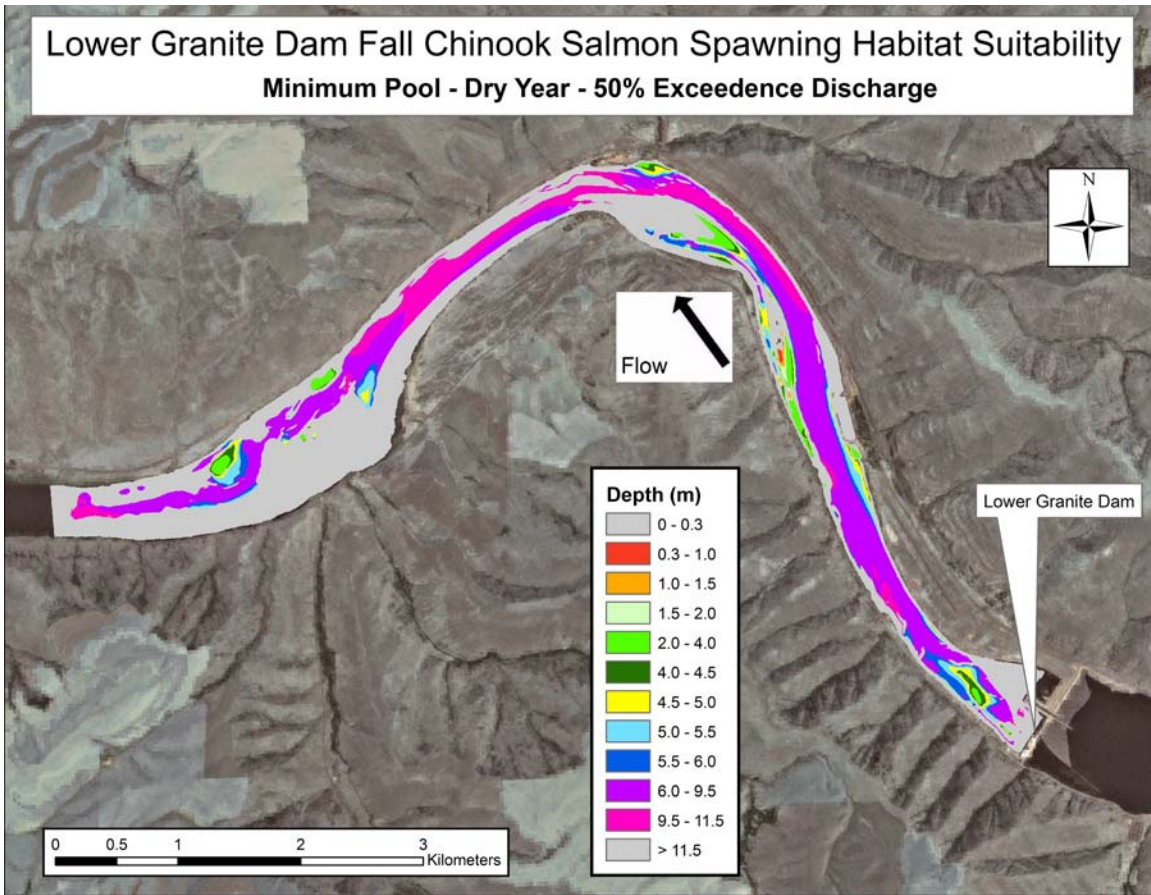 Lower Granite Dam Fall Chinook Salmon Spawning Habitat Suitability
Minimum Pool - Dry Year - 50% Exceedence Discharge
N
Flow
Lower Granite Dam
Depth (m)
0 - 0.3
0.3 - 1.0
1.0 - 1.5
1.5 - 2.0
2.0 - 4.0
4.0 - 4.5
4.5 - 5.0
5.0 - 5.5
5.5 - 6.0
6.0 - 9.5
9.5 - 11.5
> 11.5
0 0.5 1 2 3
Kilometers